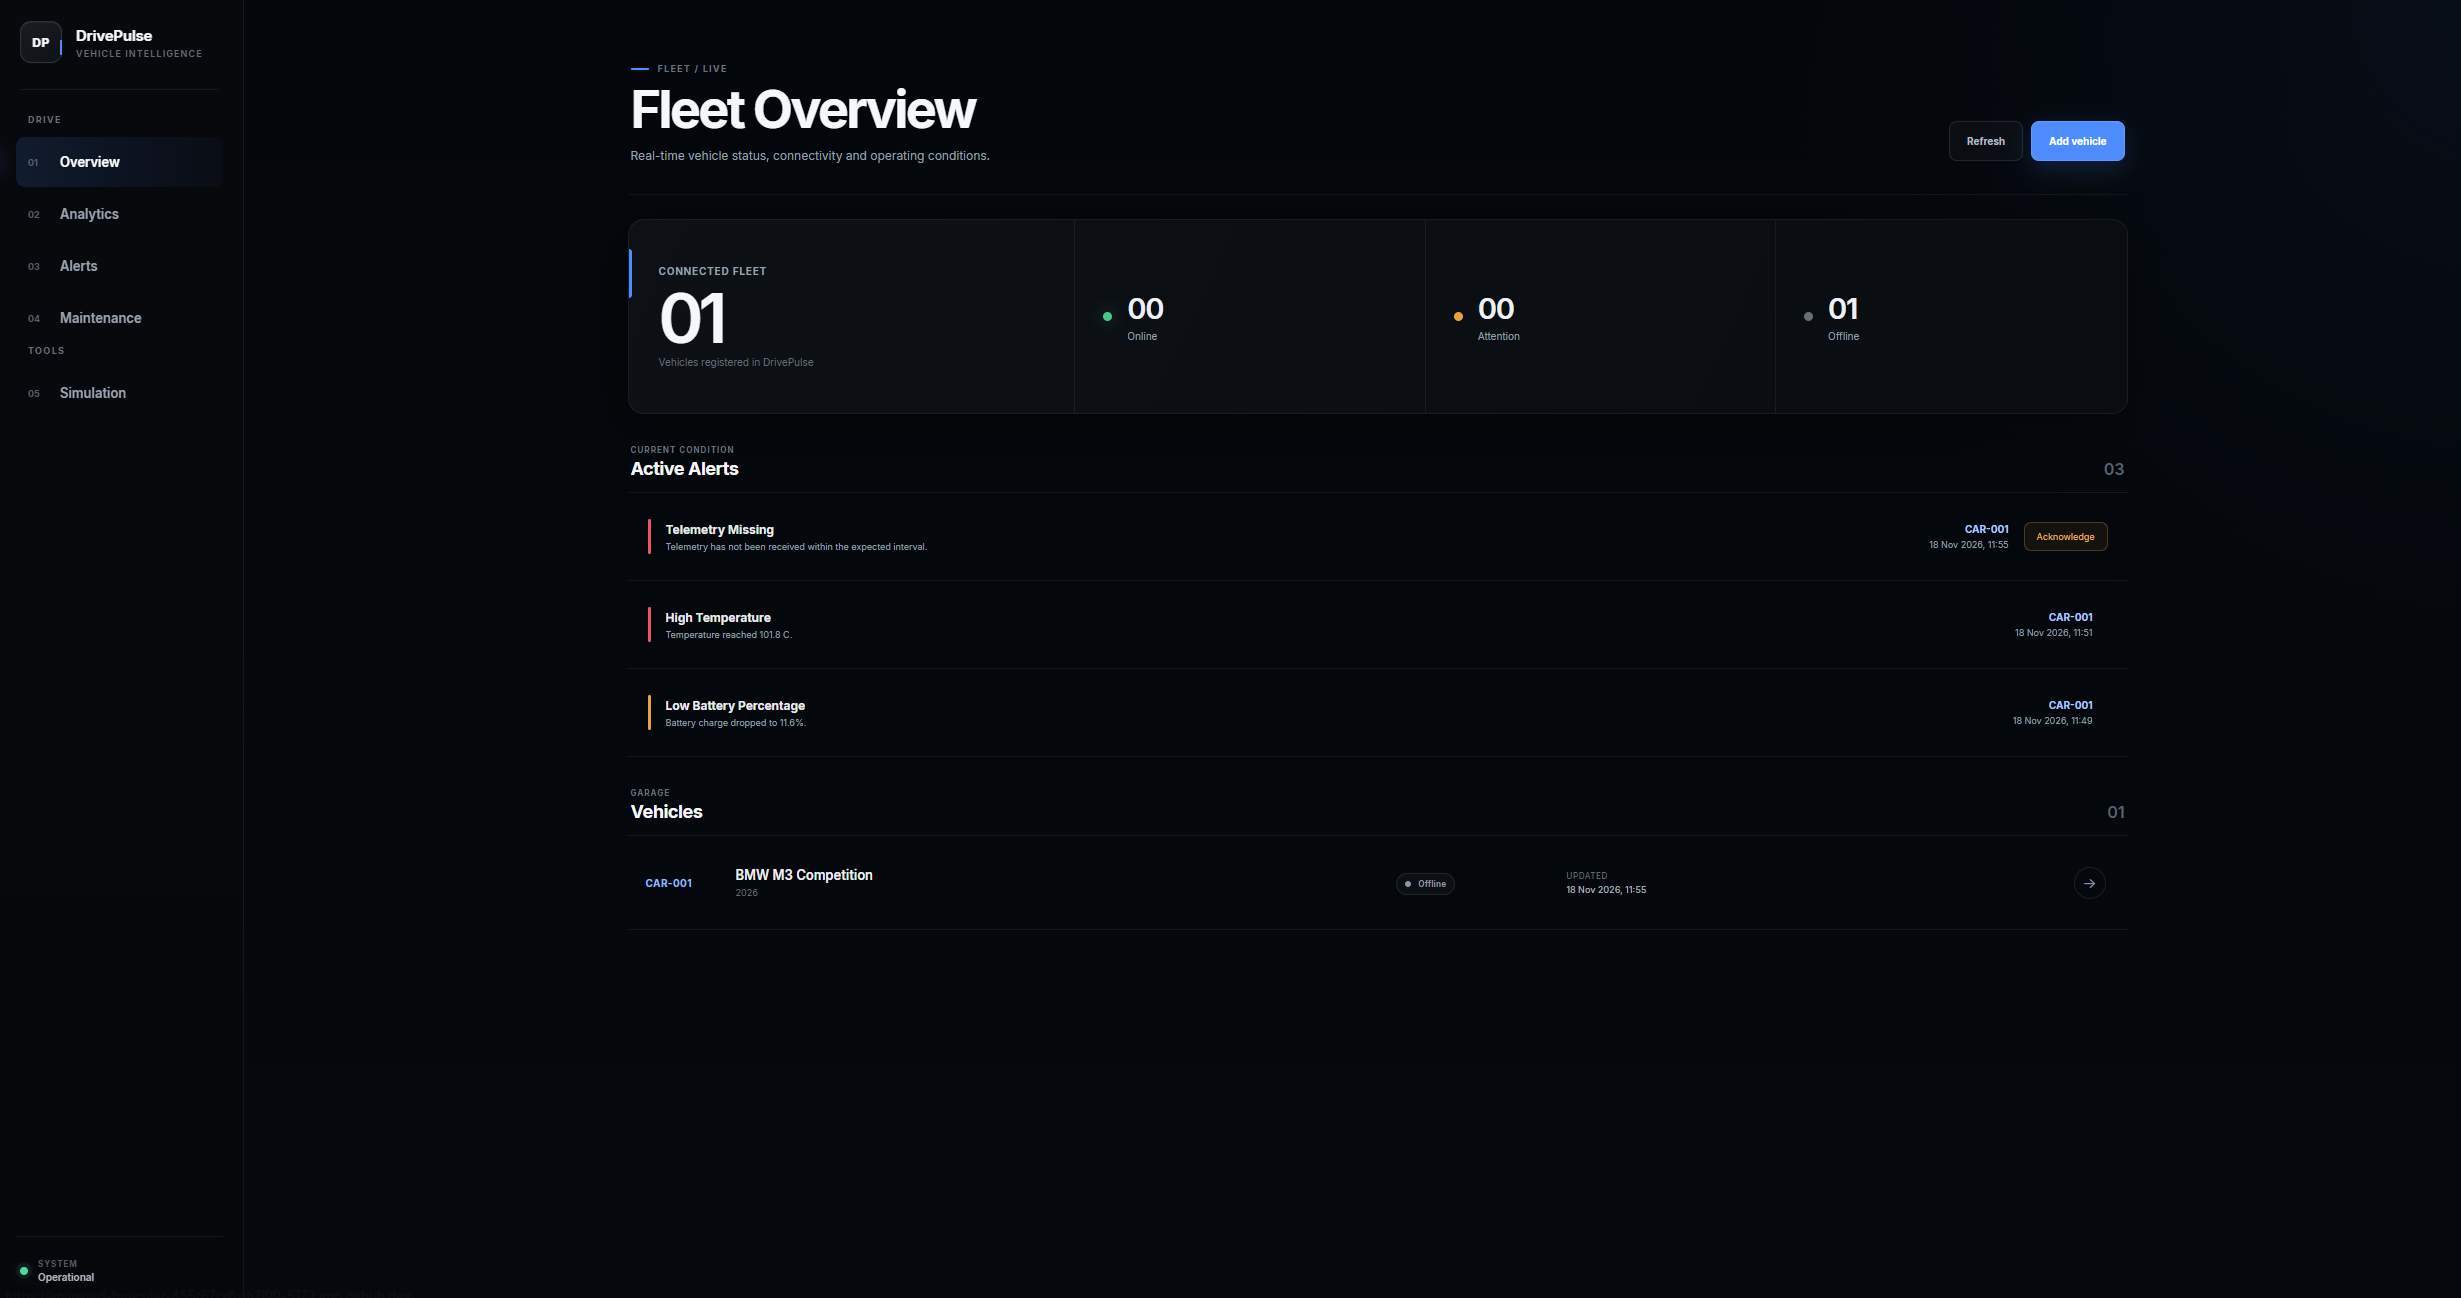 DP
DrivePulse
VEHICLE INTELLIGENCE
DRIVE
01 Overview
02 Analytics
03 Alerts
04 Maintenance
TOOLS
05 Simulation
SYSTEM
Operational
FLEET / LIVE
Fleet Overview
Real-time vehicle status, connectivity and operating conditions.
Refresh
Add vehicle
CONNECTED FLEET
01
Vehicles registered in DrivePulse
00
Online
00
Attention
01
Offline
CURRENT CONDITION
Active Alerts
03
Telemetry Missing
Telemetry has not been received within the expected interval.
CAR-001
18 Nov 2026, 11:55
Acknowledge
High Temperature
Temperature reached 101.8 C.
CAR-001
18 Nov 2026, 11:51
Low Battery Percentage
Battery charge dropped to 11.6%.
CAR-001
18 Nov 2026, 11:49
GARAGE
Vehicles
01
CAR-001
BMW M3 Competition
2026
Offline
UPDATED
18 Nov 2026, 11:55